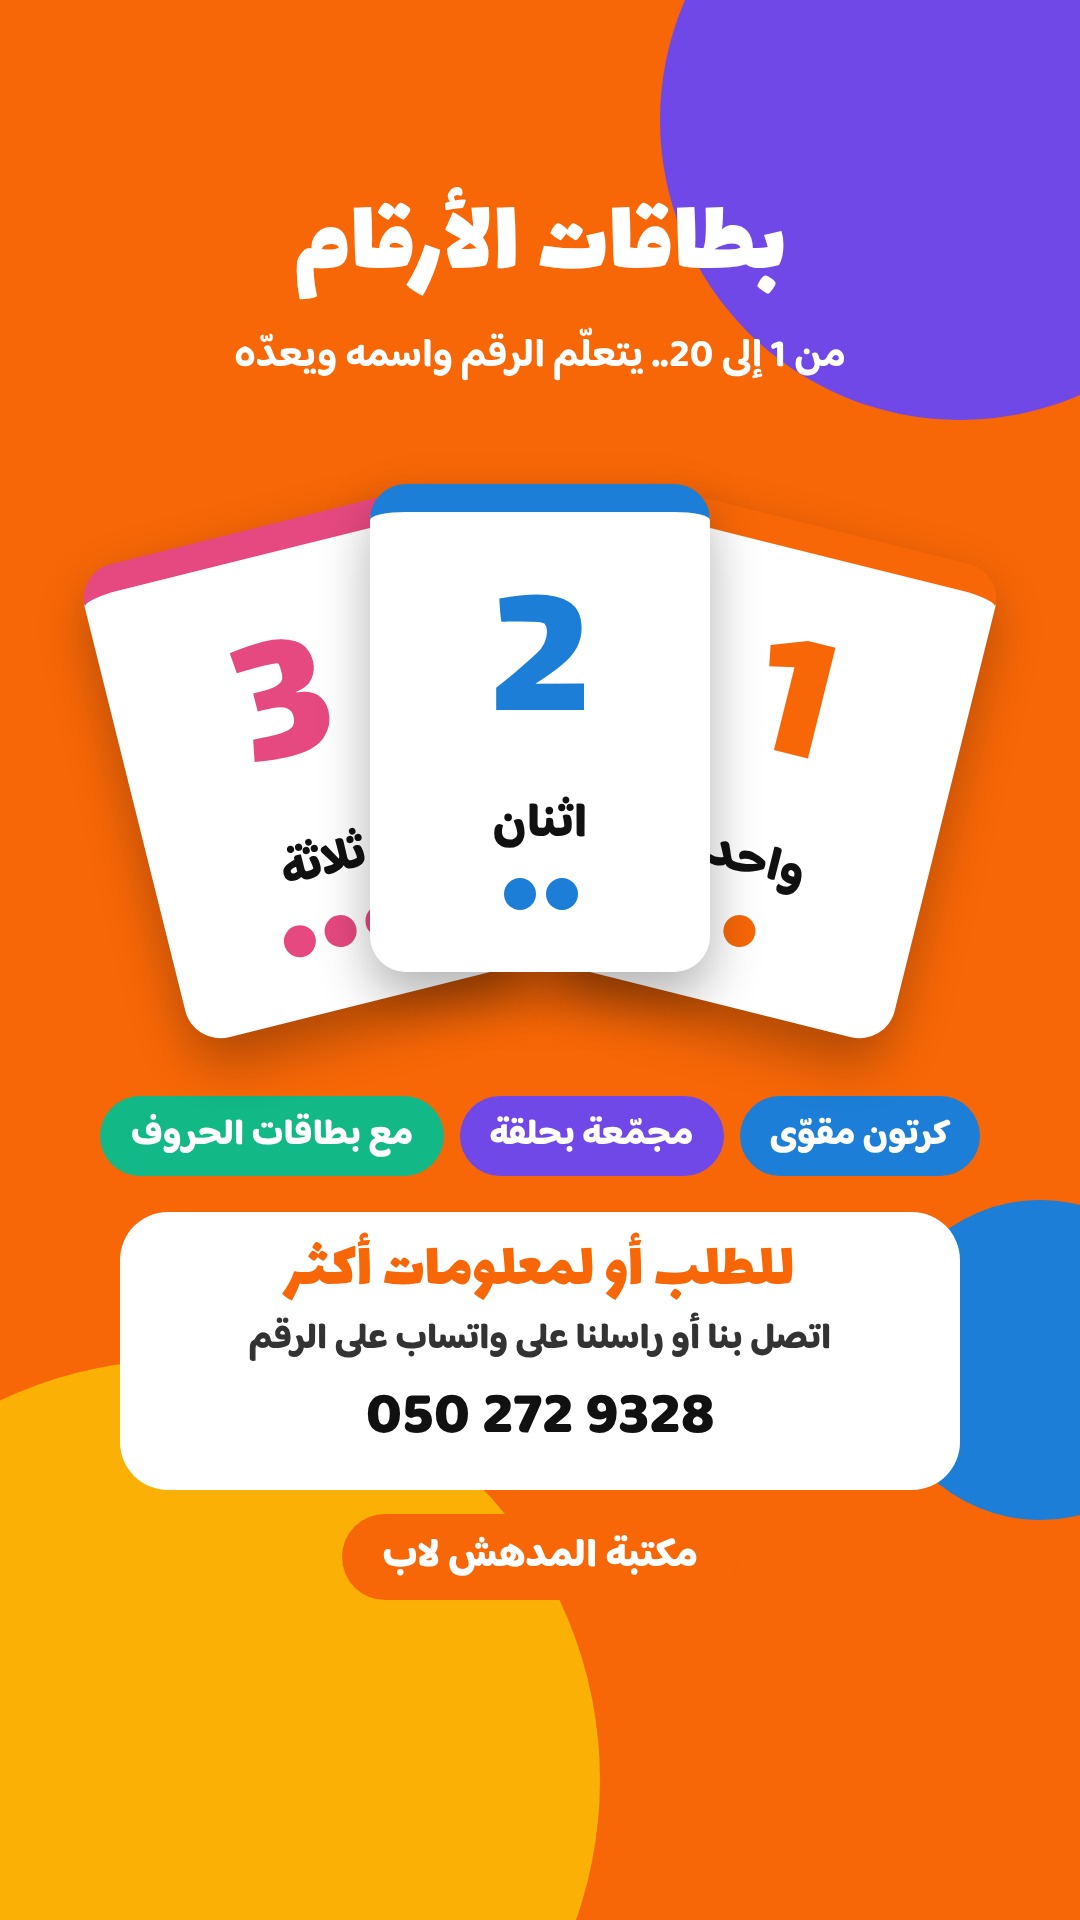 بطاقات الأرقام
من 1 إلى 20.. يتعلّم الرقم واسمه ويعدّه
1
واحد
2
اثنان
3
ثلاثة
كرتون مقوّى
مجمّعة بحلقة
مع بطاقات الحروف
للطلب أو لمعلومات أكثر
اتصل بنا أو راسلنا على واتساب على الرقم
050 272 9328
مكتبة المدهش لاب